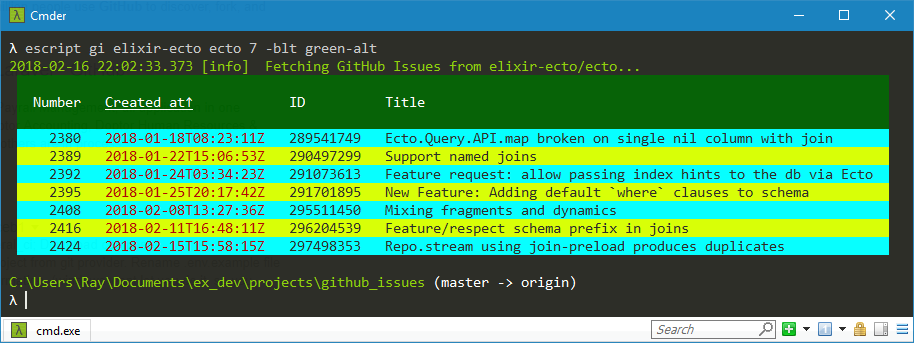 Cmder
λ escript gi elixir-ecto ecto 7 -blt green-alt
2018-02-16 22:02:33.373 [info]  Fetching GitHub Issues from elixir-ecto/ecto...
Number Created at↑ ID Title
2380 2018-01-18T08:23:11Z 289541749 Ecto.Query.API.map broken on single nil column with join
2389 2018-01-22T15:06:53Z 290497299 Support named joins
2392 2018-01-24T03:34:23Z 291073613 Feature request: allow passing index hints to the db via Ecto
2395 2018-01-25T20:17:42Z 291701895 New Feature: Adding default `where` clauses to schema
2408 2018-02-08T13:27:36Z 295511450 Mixing fragments and dynamics
2416 2018-02-11T16:48:11Z 296204539 Feature/respect schema prefix in joins
2424 2018-02-15T15:58:15Z 297498353 Repo.stream using join-preload produces duplicates
C:\Users\Ray\Documents\ex_dev\projects\github_issues (master -> origin)
λ
λ cmd.exe
Search